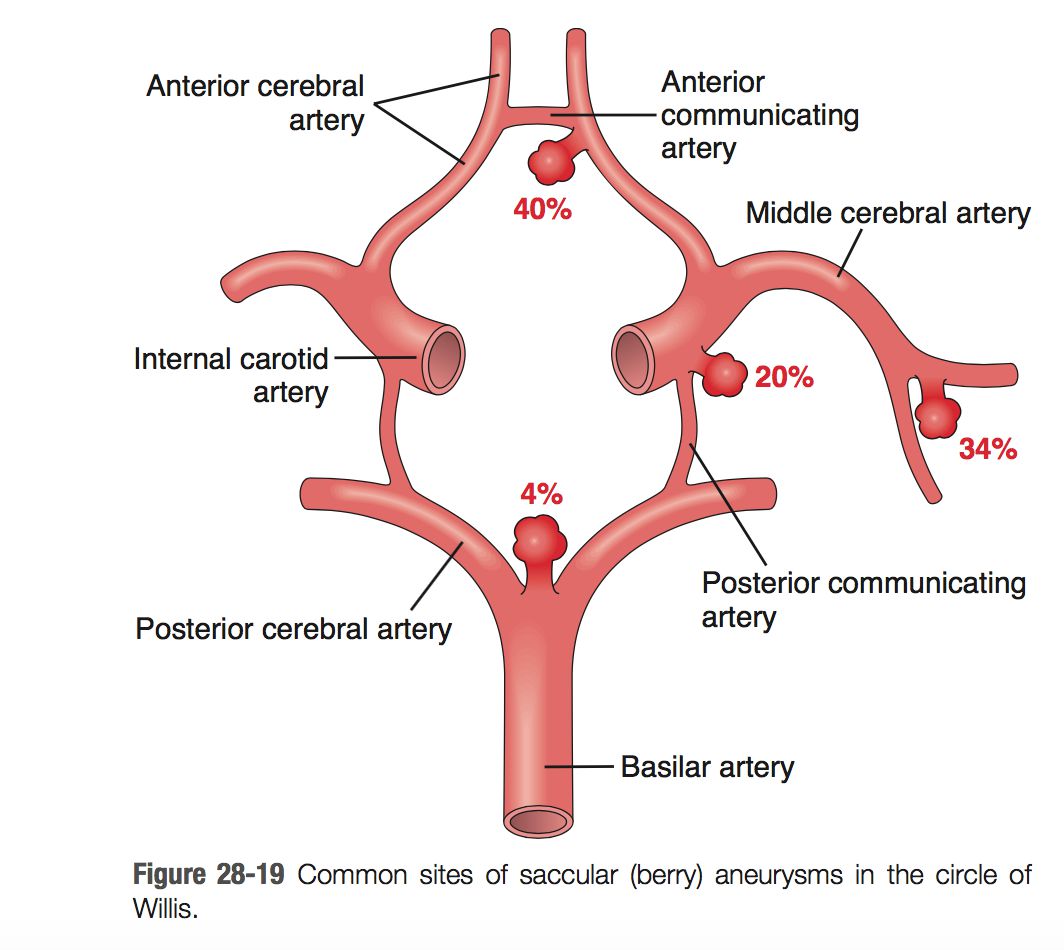 Anterior cerebral
artery
Anterior
communicating
artery
40%
Middle cerebral artery
Internal carotid
artery
20%
34%
4%
Posterior communicating
artery
Posterior cerebral artery
Basilar artery
Figure 28-19 Common sites of saccular (berry) aneurysms in the circle of
Willis.